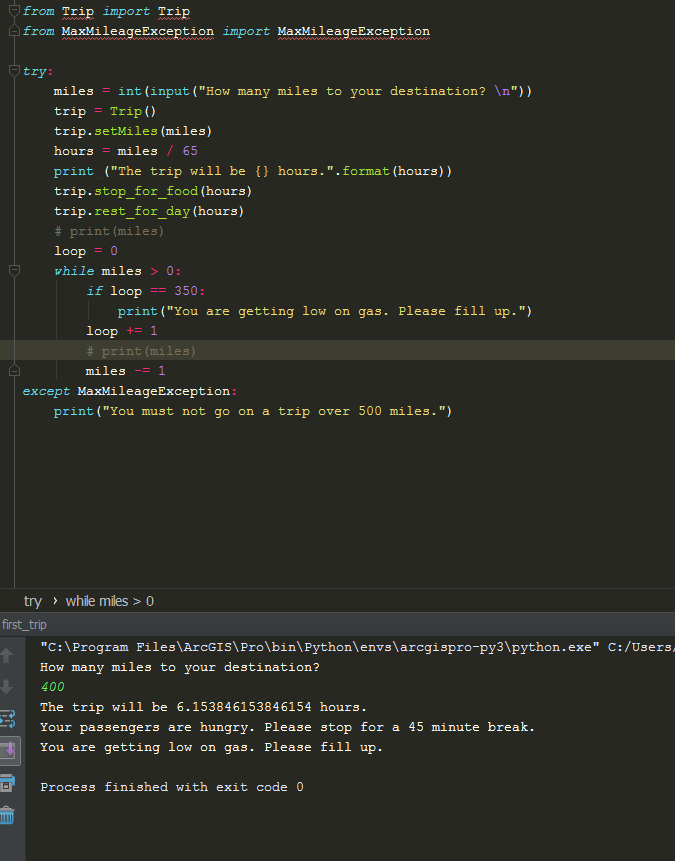 from Trip import Trip
from MaxMileageException import MaxMileageException
try:
    miles = int(input("How many miles to your destination? \n"))
    trip = Trip()
    trip.setMiles(miles)
    hours = miles / 65
    print ("The trip will be {} hours.".format(hours))
    trip.stop_for_food(hours)
    trip.rest_for_day(hours)
    # print(miles)
    loop = 0
    while miles > 0:
        if loop == 350:
            print("You are getting low on gas. Please fill up.")
        loop += 1
        # print(miles)
        miles -= 1
except MaxMileageException:
    print("You must not go on a trip over 500 miles.")
try › while miles > 0
first_trip
"C:\Program Files\ArcGIS\Pro\bin\Python\envs\arcgispro-py3\python.exe" C:/Users/
How many miles to your destination?
400
The trip will be 6.153846153846154 hours.
Your passengers are hungry. Please stop for a 45 minute break.
You are getting low on gas. Please fill up.
Process finished with exit code 0